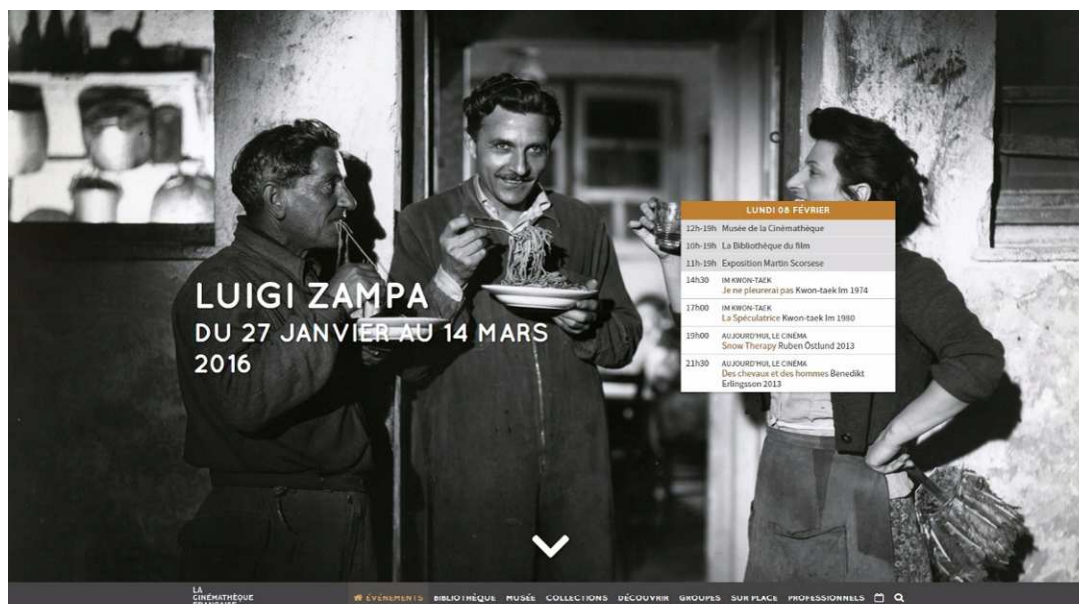 LUIGI ZAMPA
DU 27 JANVIER AU 14 MARS
2016
LUNDI 08 FÉVRIER
12h-19h Musée de la Cinémathèque
10h-19h La Bibliothèque du film
11h-19h Exposition Martin Scorsese
14h30 IM KWON-TAEK
Je ne pleurerai pas Kwon-taek Im 1974
17h00 IM KWON-TAEK
La Spéculatrice Kwon-taek Im 1980
19h00 AUJOURD'HUI, LE CINÉMA
Snow Therapy Ruben Östlund 2013
21h30 AUJOURD'HUI, LE CINÉMA
Des chevaux et des hommes Benedikt
Erlingsson 2013
LA
CINÉMATHÈQUE
FRANÇAISE
ÉVÉNEMENTS BIBLIOTHÈQUE MUSÉE COLLECTIONS DÉCOUVRIR GROUPES SUR PLACE PROFESSIONNELS